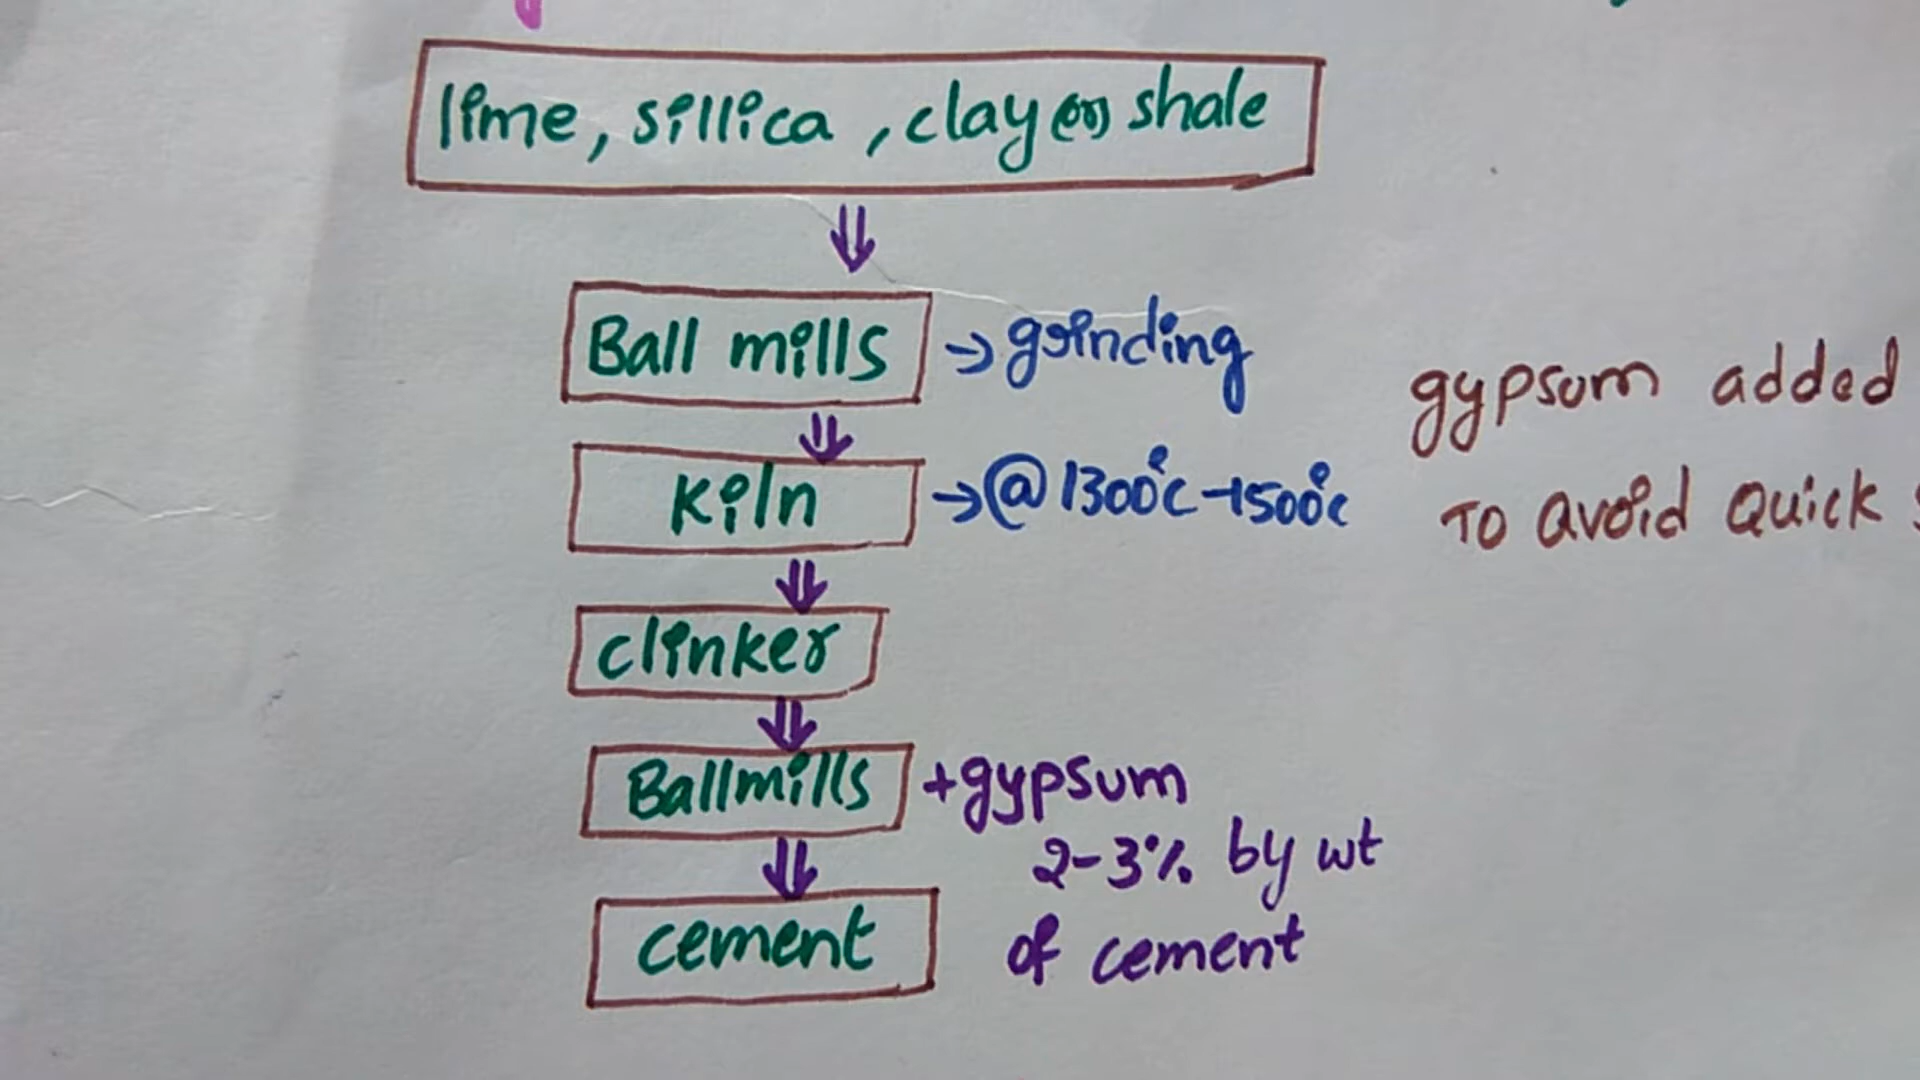 lime, sillica, clay (or) shale
Ball mills → grinding
kiln → @ 1300°c - 1500°c
clinker
Ballmills + gypsum
2-3% by wt
of cement
cement
gypsum added
To avoid Quick